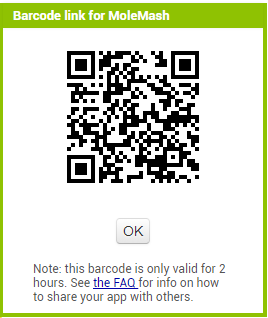 Barcode link for MoleMash
OK
Note: this barcode is only valid for 2
hours. See the FAQ for info on how
to share your app with others.